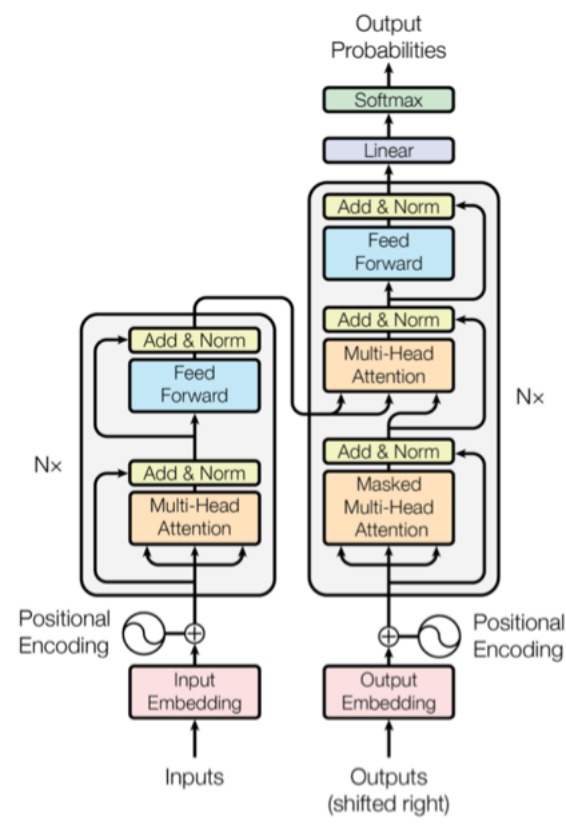 Output
Probabilities
Softmax
Linear
Add & Norm
Feed
Forward
Add & Norm
Multi-Head
Attention
Add & Norm
Masked
Multi-Head
Attention
Nx
Add & Norm
Feed
Forward
Add & Norm
Multi-Head
Attention
Nx
Positional
Encoding
Positional
Encoding
Input
Embedding
Output
Embedding
Inputs
Outputs
(shifted right)